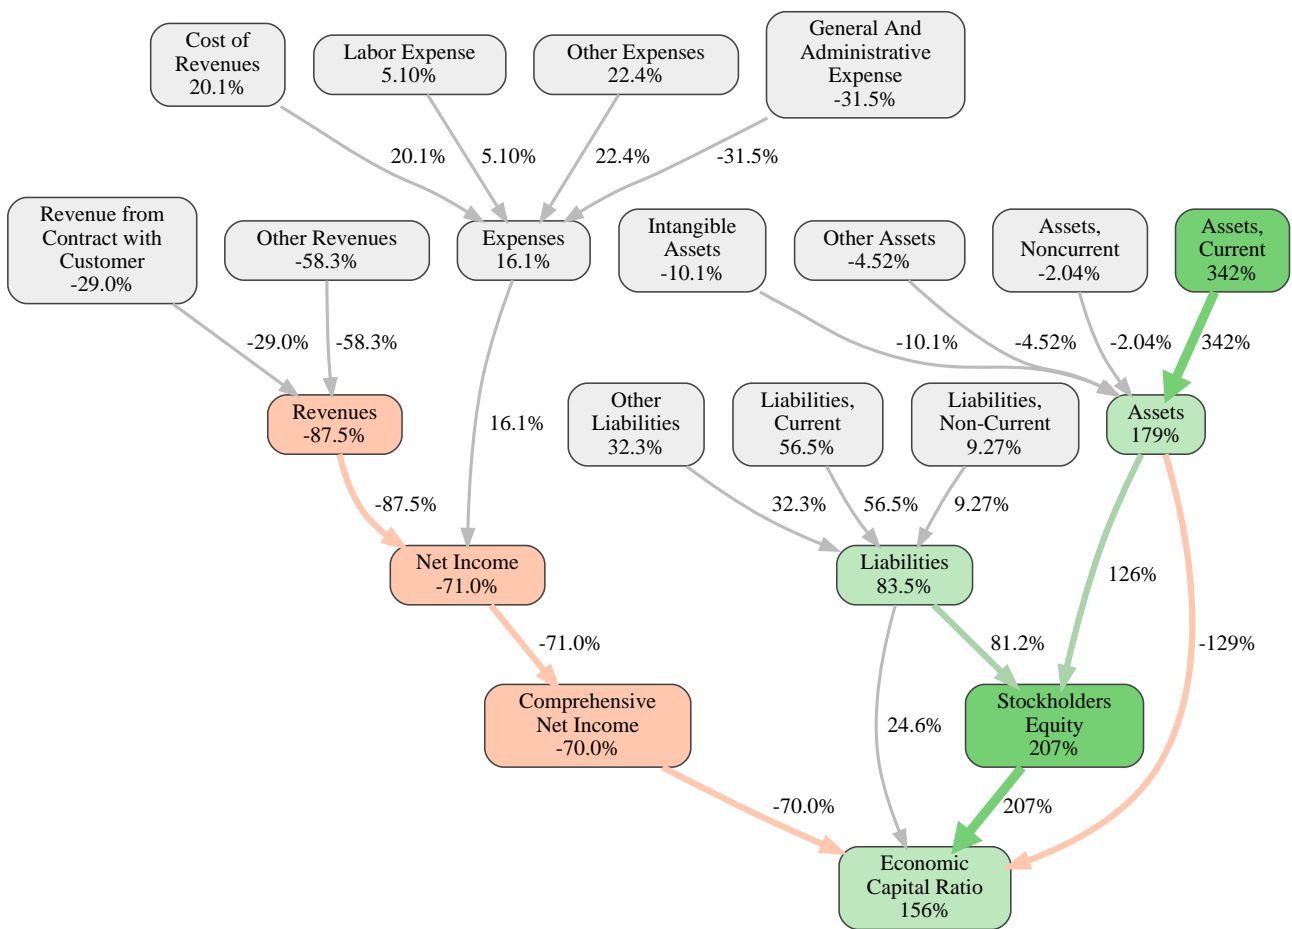 Cost of
Revenues
20.1%
Labor Expense
5.10%
Other Expenses
22.4%
General And
Administrative
Expense
-31.5%
20.1%
5.10%
22.4%
-31.5%
Revenue from
Contract with
Customer
-29.0%
Other Revenues
-58.3%
Expenses
16.1%
Intangible
Assets
-10.1%
Other Assets
-4.52%
Assets,
Noncurrent
-2.04%
Assets,
Current
342%
-29.0%
-58.3%
-10.1%
-4.52%
-2.04%
342%
Revenues
-87.5%
16.1%
Other
Liabilities
32.3%
Liabilities,
Current
56.5%
Liabilities,
Non-Current
9.27%
Assets
179%
-87.5%
32.3%
56.5%
9.27%
Net Income
-71.0%
Liabilities
83.5%
126%
-71.0%
81.2%
-129%
Comprehensive
Net Income
-70.0%
24.6%
Stockholders
Equity
207%
-70.0%
207%
Economic
Capital Ratio
156%